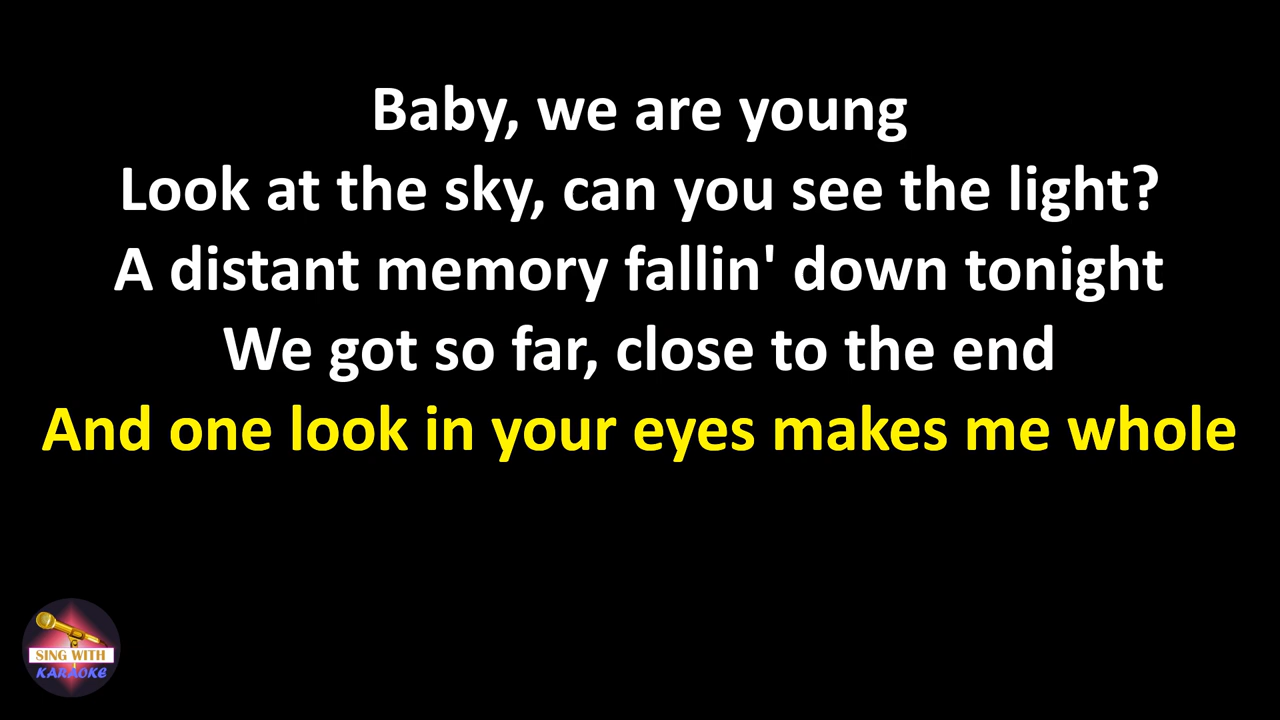 Baby, we are young
Look at the sky, can you see the light?
A distant memory fallin' down tonight
We got so far, close to the end
And one look in your eyes makes me whole
SING WITH
KARAOKE